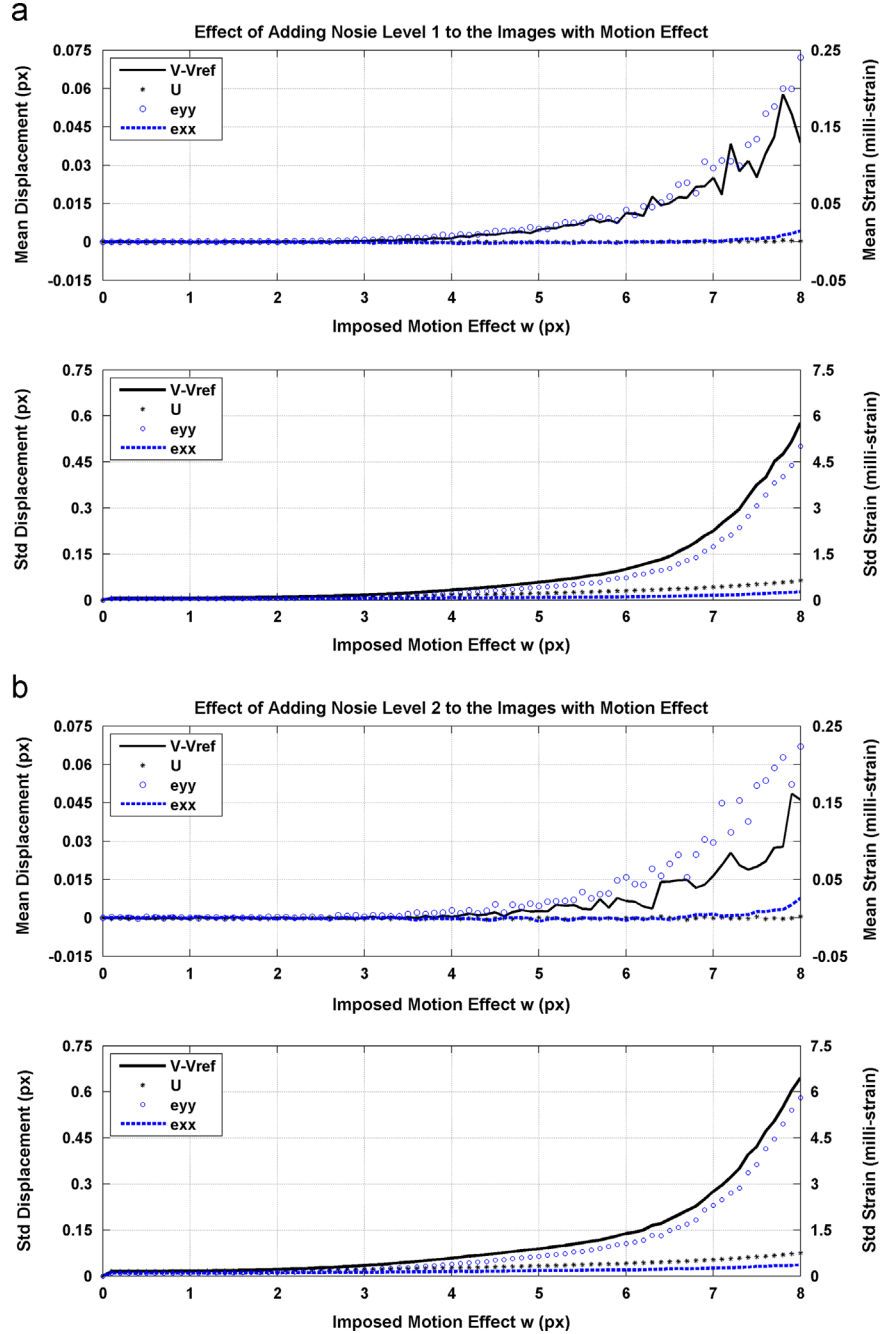 a
Effect of Adding Nosie Level 1 to the Images with Motion Effect
Mean Displacement (px)
0.075
0.06
0.045
0.03
0.015
0
-0.015
V-Vref
U
eyy
exx
0.25
0.15
0.05
-0.05
Mean Strain (milli-strain)
0 1 2 3 4 5 6 7 8
Imposed Motion Effect w (px)
Std Displacement (px)
0.75
0.6
0.45
0.3
0.15
0
V-Vref
U
eyy
exx
7.5
6
4.5
3
1.5
0
Std Strain (milli-strain)
0 1 2 3 4 5 6 7 8
Imposed Motion Effect w (px)
b
Effect of Adding Nosie Level 2 to the Images with Motion Effect
Mean Displacement (px)
0.075
0.06
0.045
0.03
0.015
0
-0.015
V-Vref
U
eyy
exx
0.25
0.15
0.05
-0.05
Mean Strain (milli-strain)
0 1 2 3 4 5 6 7 8
Imposed Motion Effect w (px)
Std Displacement (px)
0.75
0.6
0.45
0.3
0.15
0
V-Vref
U
eyy
exx
7.5
6
4.5
3
1.5
0
Std Strain (milli-strain)
0 1 2 3 4 5 6 7 8
Imposed Motion Effect w (px)